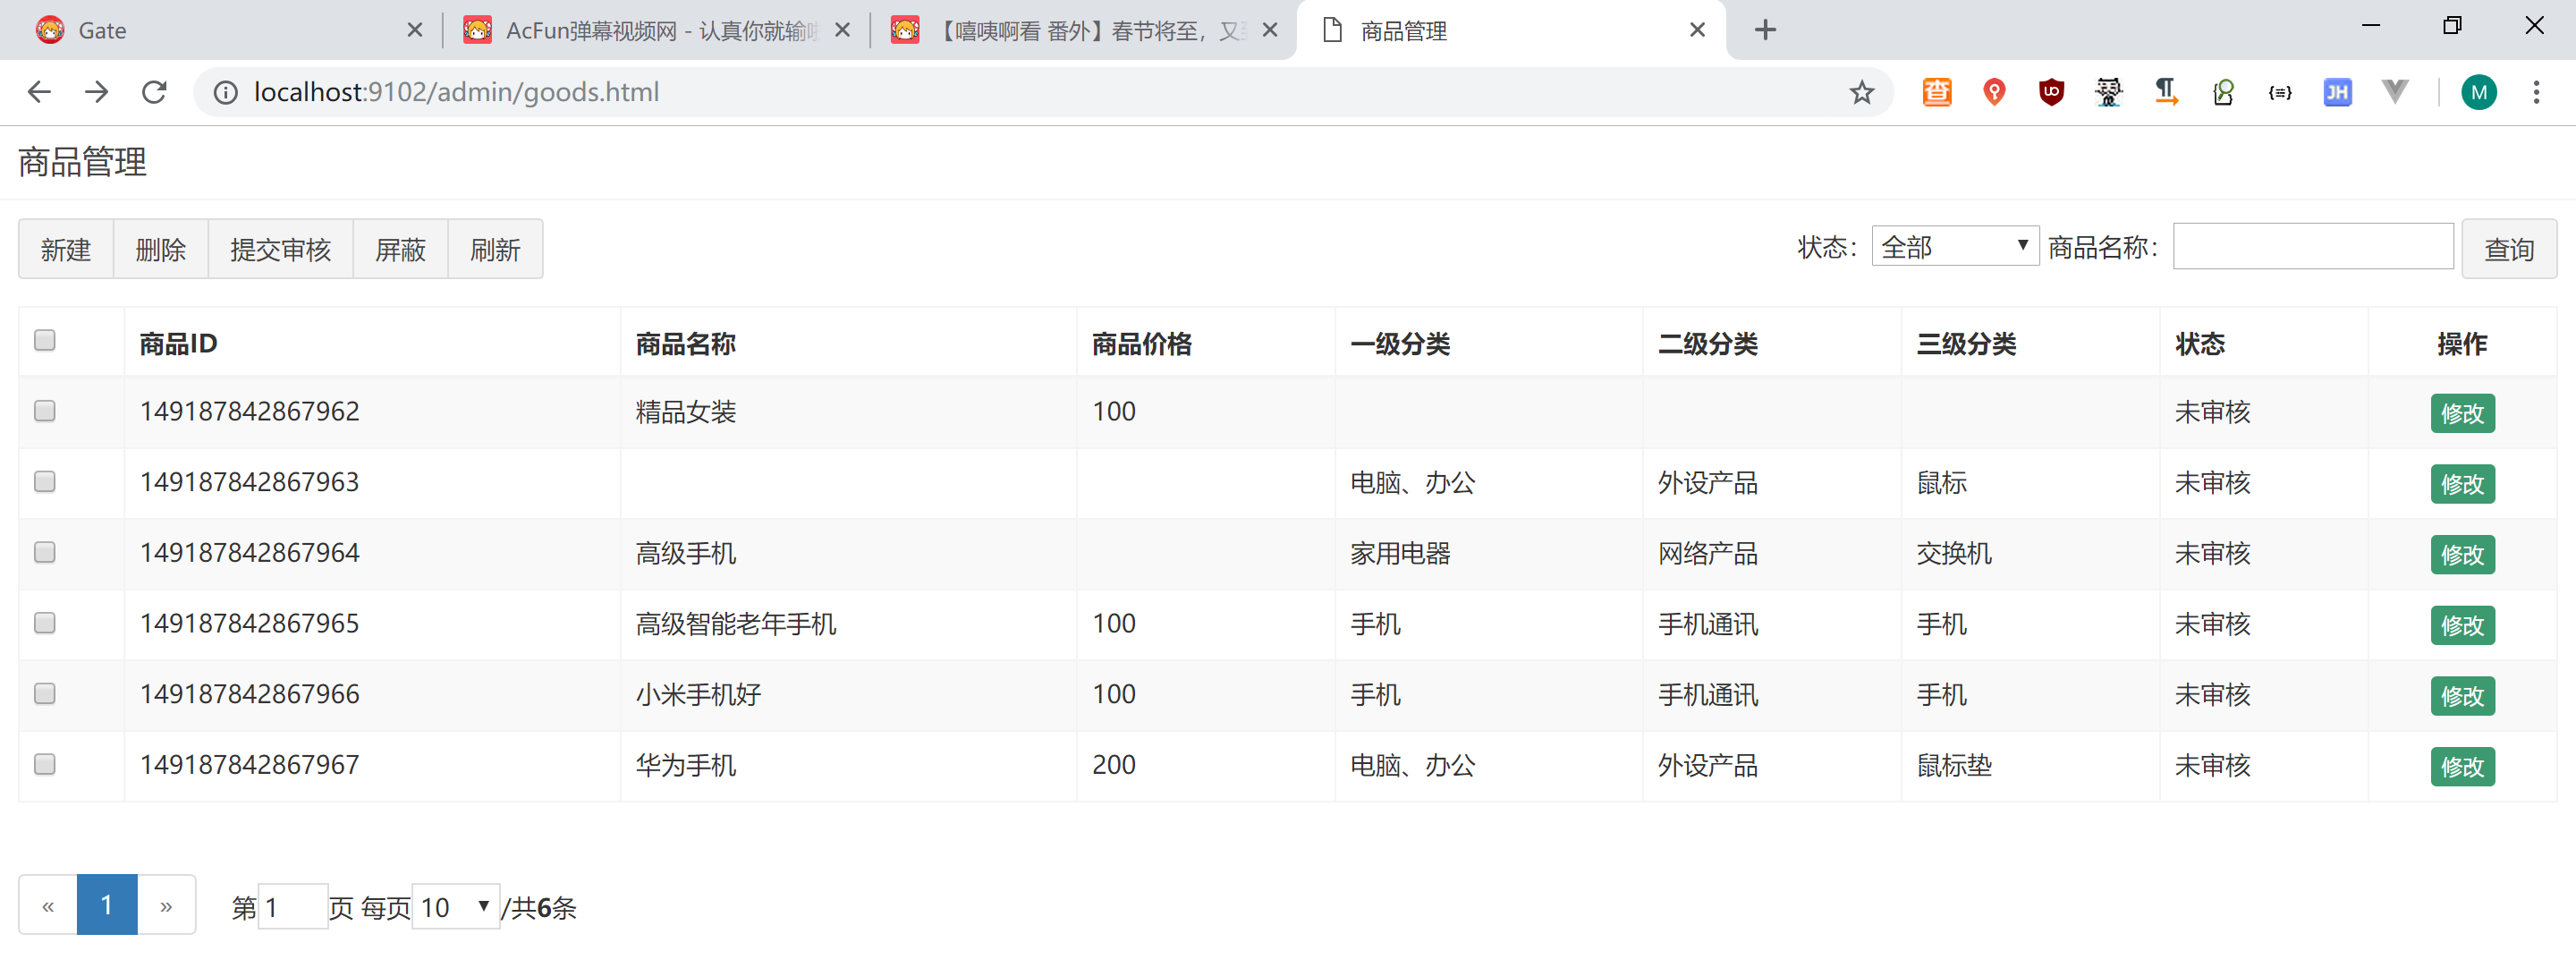 Gate
AcFun弹幕视频网 - 认真你就输
【嘻咦啊看 番外】春节将至，又
商品管理
localhost:9102/admin/goods.html
M
商品管理
新建 删除 提交审核 屏蔽 刷新 状态： 全部 商品名称： 查询
商品ID 商品名称 商品价格 一级分类 二级分类 三级分类 状态 操作
149187842867962 精品女装 100 未审核 修改
149187842867963 电脑、办公 外设产品 鼠标 未审核 修改
149187842867964 高级手机 家用电器 网络产品 交换机 未审核 修改
149187842867965 高级智能老年手机 100 手机 手机通讯 手机 未审核 修改
149187842867966 小米手机好 100 手机 手机通讯 手机 未审核 修改
149187842867967 华为手机 200 电脑、办公 外设产品 鼠标垫 未审核 修改
« 1 » 第1页 每页10/共6条